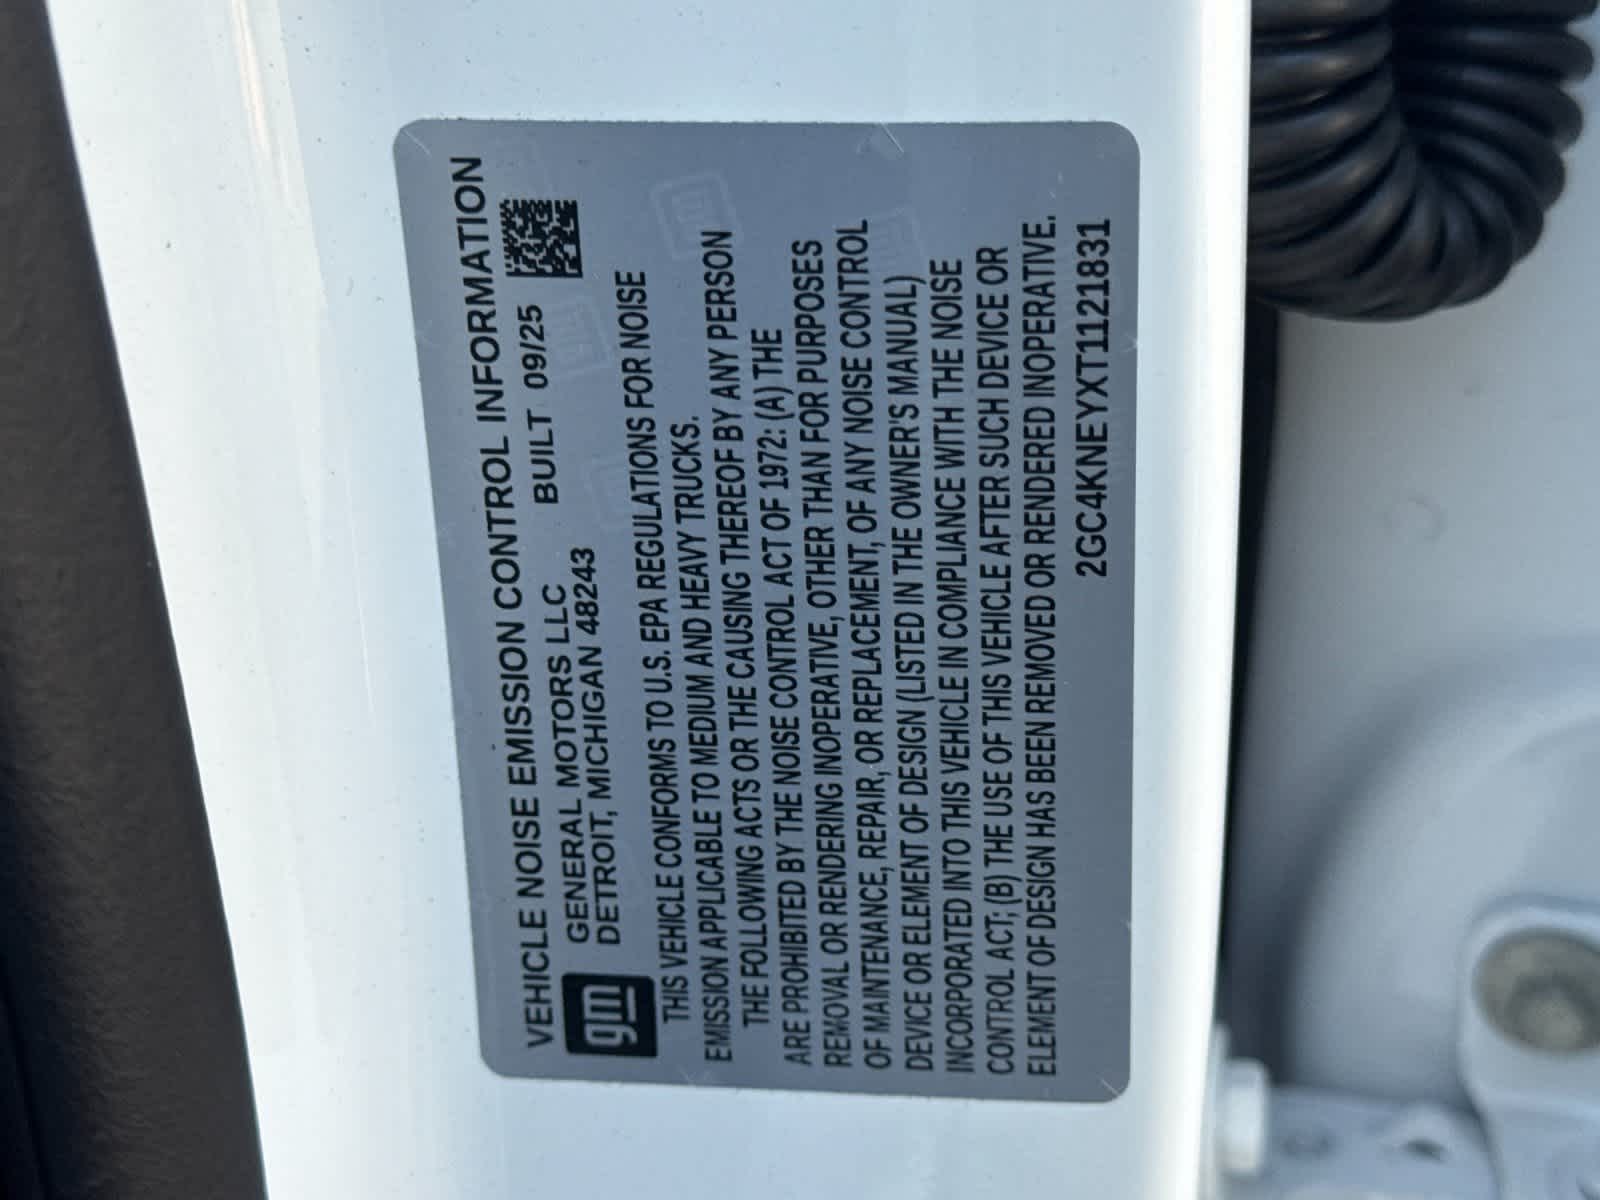 VEHICLE NOISE EMISSION CONTROL INFORMATION
gm
GENERAL MOTORS LLC BUILT 09/25
DETROIT, MICHIGAN 48243
THIS VEHICLE CONFORMS TO U.S. EPA REGULATIONS FOR NOISE
EMISSION APPLICABLE TO MEDIUM AND HEAVY TRUCKS.
THE FOLLOWING ACTS OR THE CAUSING THEREOF BY ANY PERSON
ARE PROHIBITED BY THE NOISE CONTROL ACT OF 1972: (A) THE
REMOVAL OR RENDERING INOPERATIVE, OTHER THAN FOR PURPOSES
OF MAINTENANCE, REPAIR, OR REPLACEMENT, OF ANY NOISE CONTROL
DEVICE OR ELEMENT OF DESIGN (LISTED IN THE OWNER'S MANUAL)
INCORPORATED INTO THIS VEHICLE IN COMPLIANCE WITH THE NOISE
CONTROL ACT; (B) THE USE OF THIS VEHICLE AFTER SUCH DEVICE OR
ELEMENT OF DESIGN HAS BEEN REMOVED OR RENDERED INOPERATIVE.
2GC4KNEYXT1121831